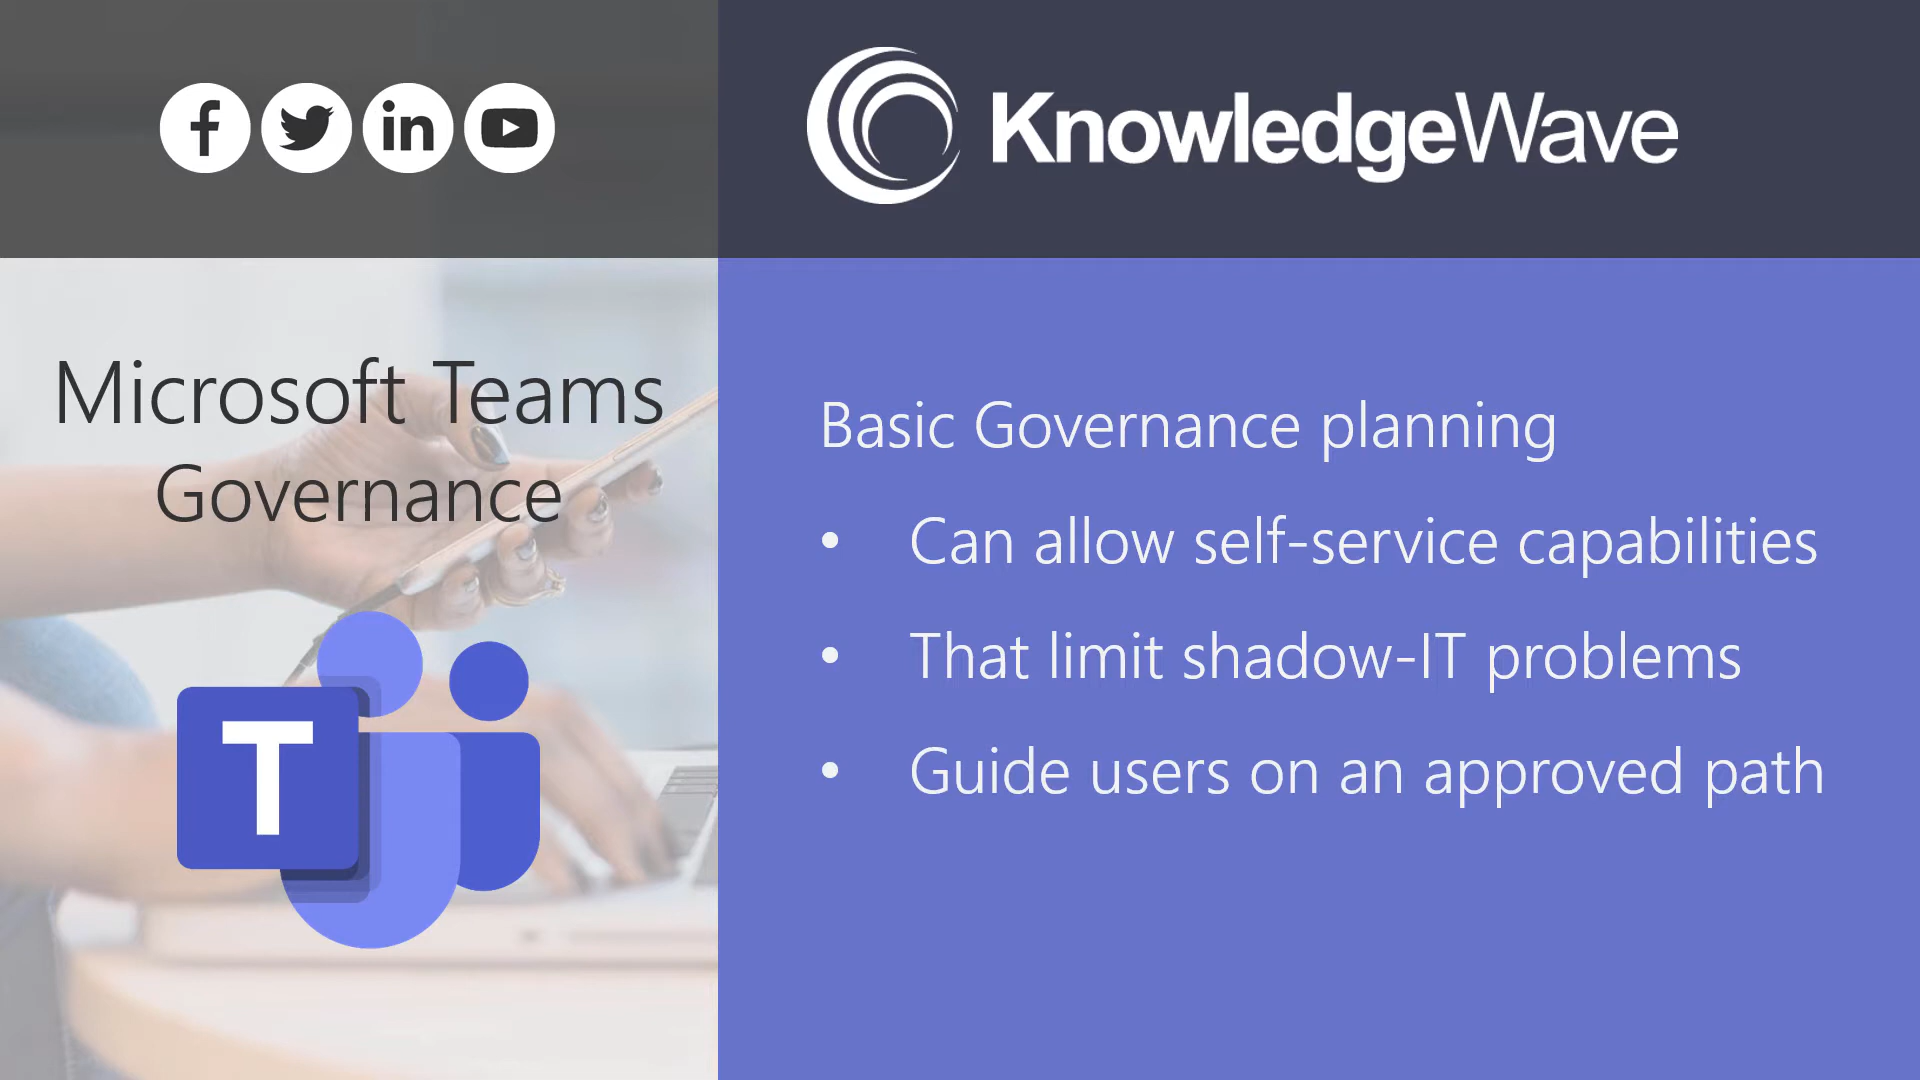 KnowledgeWave
Microsoft Teams
Governance
T
Basic Governance planning
• Can allow self-service capabilities
• That limit shadow-IT problems
• Guide users on an approved path